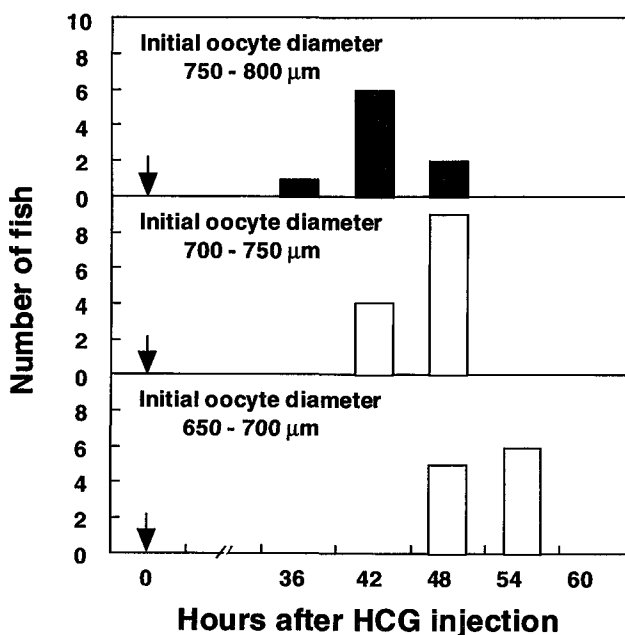 Number of fish
10
8
6
4
2
0
Initial oocyte diameter
750 - 800 μm
8
6
4
2
0
Initial oocyte diameter
700 - 750 μm
8
6
4
2
0
Initial oocyte diameter
650 - 700 μm
0 36 42 48 54 60
Hours after HCG injection